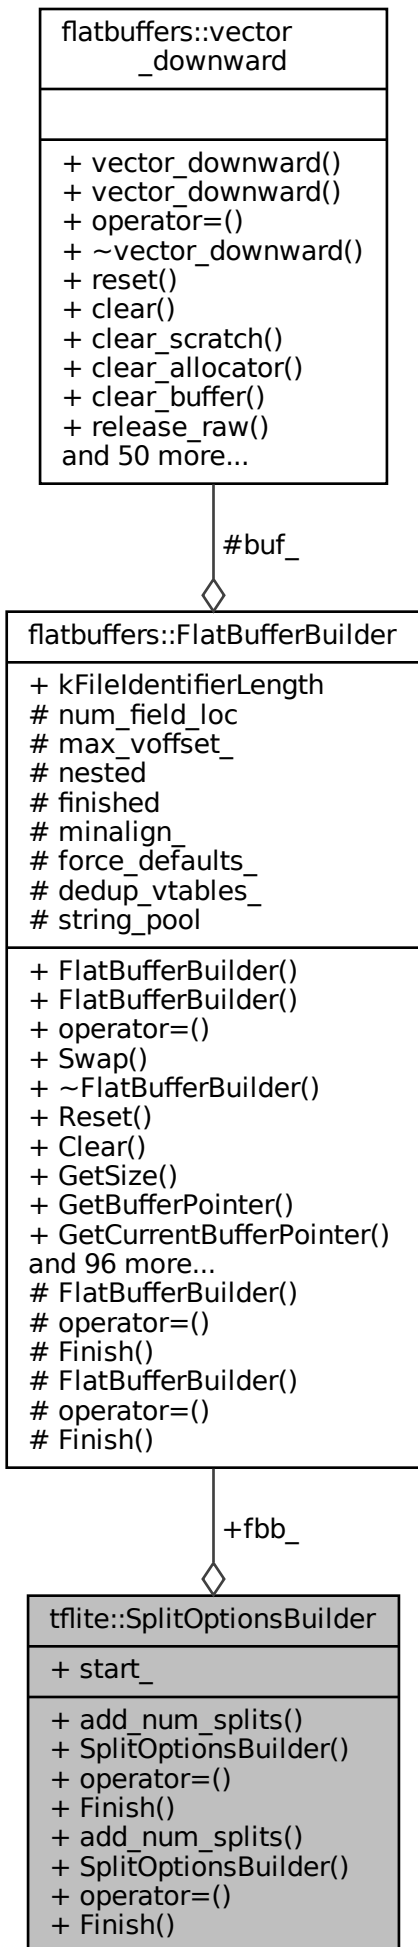 flatbuffers::vector
_downward
+ vector_downward()
+ vector_downward()
+ operator=()
+ ~vector_downward()
+ reset()
+ clear()
+ clear_scratch()
+ clear_allocator()
+ clear_buffer()
+ release_raw()
and 50 more...
#buf_
flatbuffers::FlatBufferBuilder
+ kFileIdentifierLength
# num_field_loc
# max_voffset_
# nested
# finished
# minalign_
# force_defaults_
# dedup_vtables_
# string_pool
+ FlatBufferBuilder()
+ FlatBufferBuilder()
+ operator=()
+ Swap()
+ ~FlatBufferBuilder()
+ Reset()
+ Clear()
+ GetSize()
+ GetBufferPointer()
+ GetCurrentBufferPointer()
and 96 more...
# FlatBufferBuilder()
# operator=()
# Finish()
# FlatBufferBuilder()
# operator=()
# Finish()
+fbb_
tflite::SplitOptionsBuilder
+ start_
+ add_num_splits()
+ SplitOptionsBuilder()
+ operator=()
+ Finish()
+ add_num_splits()
+ SplitOptionsBuilder()
+ operator=()
+ Finish()